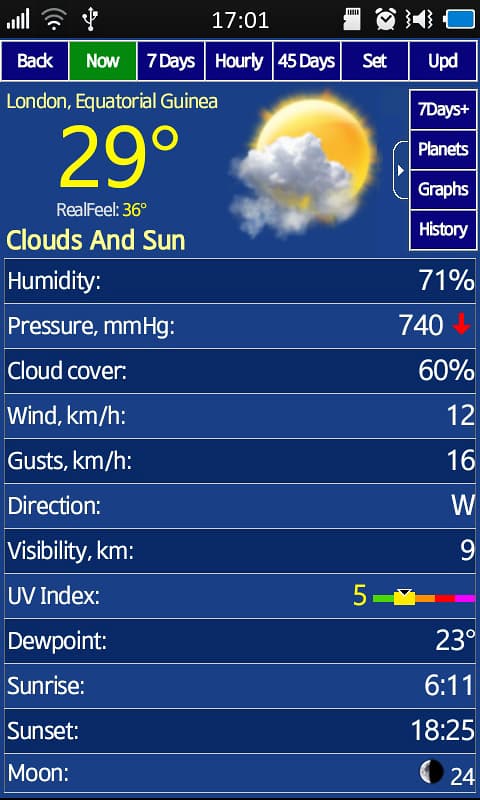 17:01
Back Now 7 Days Hourly 45 Days Set Upd
London, Equatorial Guinea
29°
RealFeel: 36°
Clouds And Sun
7Days+
Planets
Graphs
History
Humidity: 71%
Pressure, mmHg: 740
Cloud cover: 60%
Wind, km/h: 12
Gusts, km/h: 16
Direction: W
Visibility, km: 9
UV Index: 5
Dewpoint: 23°
Sunrise: 6:11
Sunset: 18:25
Moon: 24